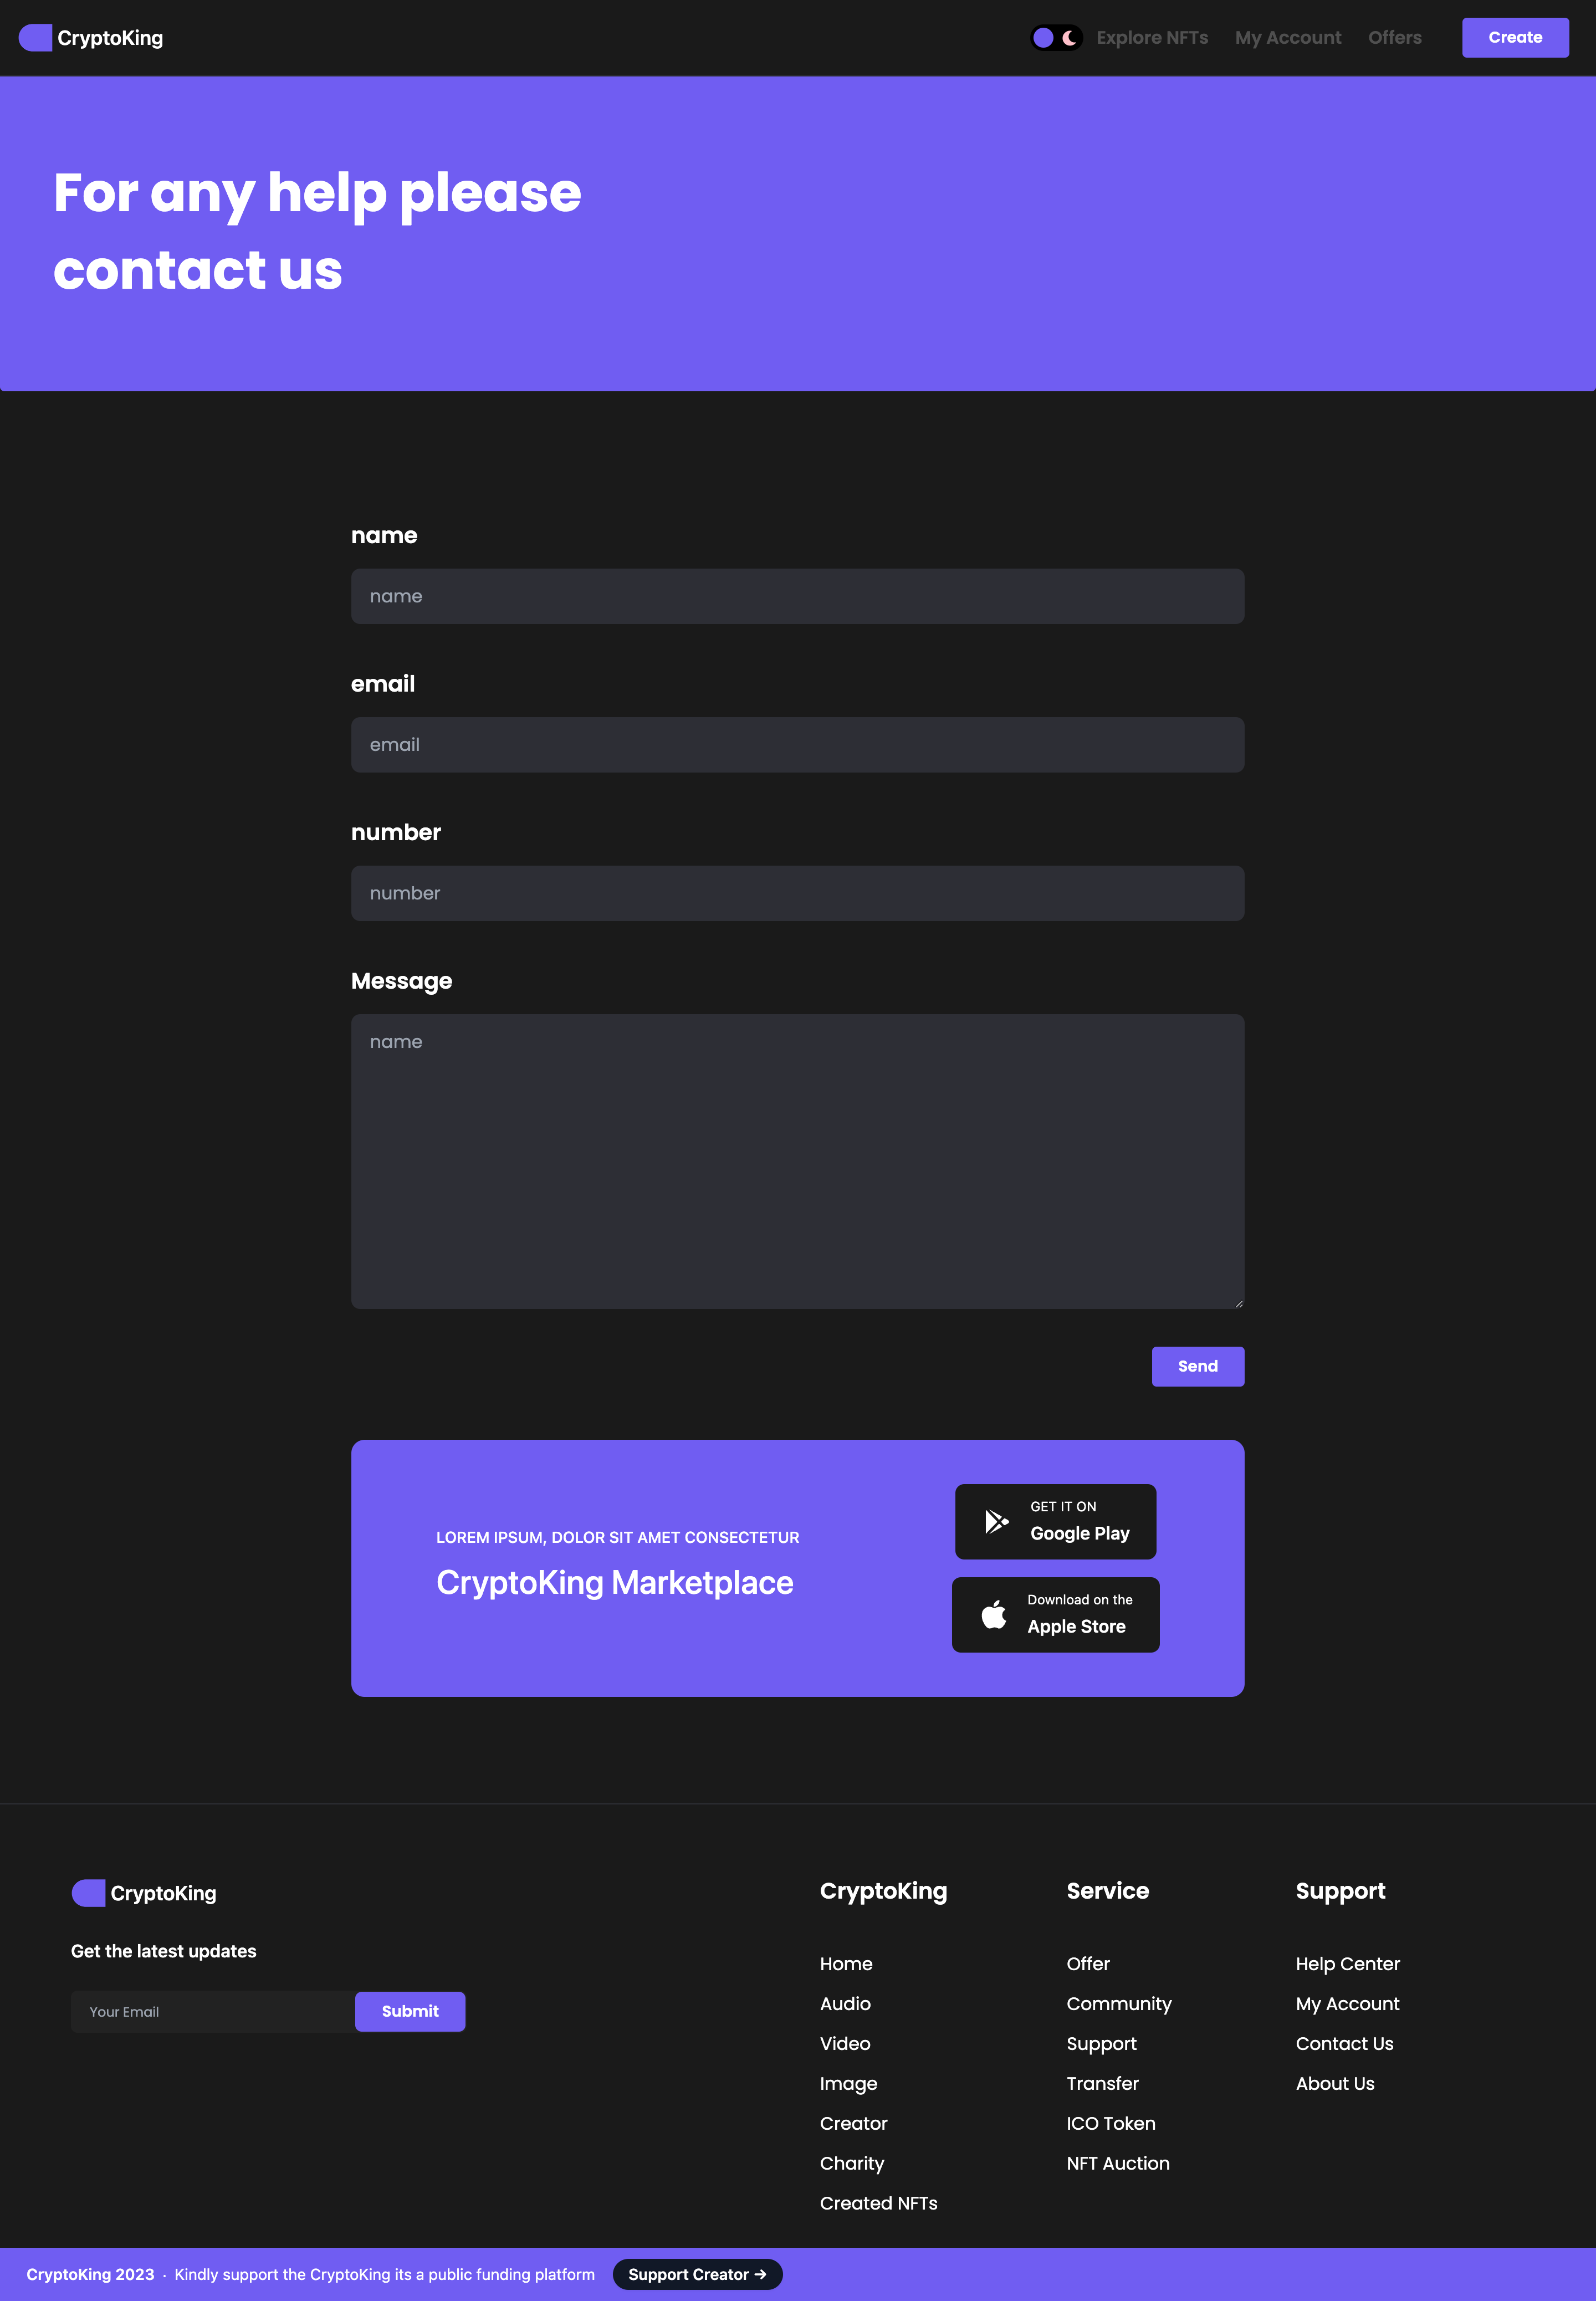 CryptoKing
Explore NFTs
My Account
Offers
Create
For any help please
contact us
name
name
email
email
number
number
Message
name
Send
LOREM IPSUM, DOLOR SIT AMET CONSECTETUR
CryptoKing Marketplace
GET IT ON
Google Play
Download on the
Apple Store
CryptoKing
Get the latest updates
Your Email
Submit
CryptoKing
Home
Audio
Video
Image
Creator
Charity
Created NFTs
Service
Offer
Community
Support
Transfer
ICO Token
NFT Auction
Support
Help Center
My Account
Contact Us
About Us
CryptoKing 2023 · Kindly support the CryptoKing its a public funding platform
Support Creator →